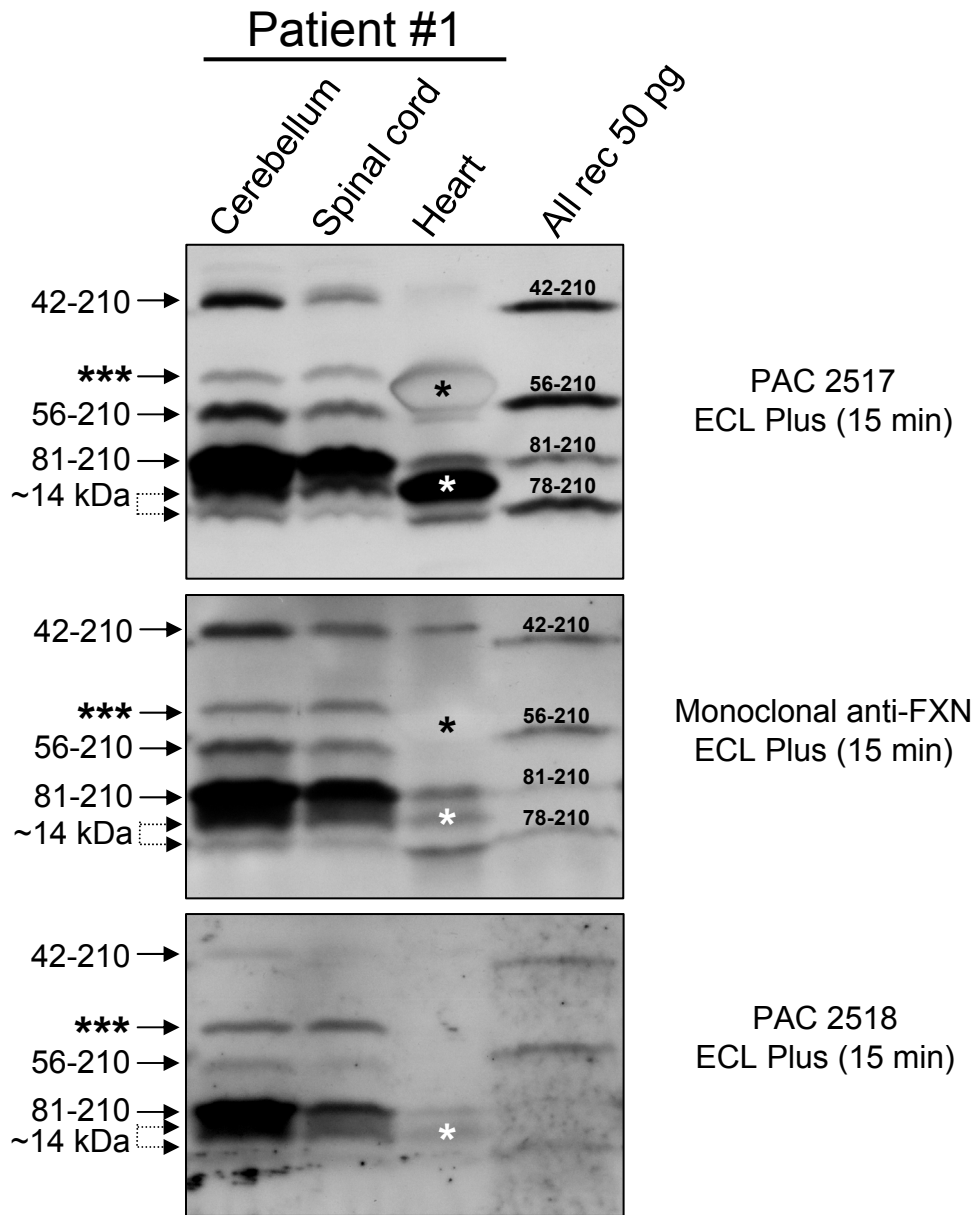 Patient #1
Cerebellum
Spinal cord
Heart
All rec 50 pg
42-210
***
56-210
81-210
~14 kDa
42-210
*
56-210
81-210
*
78-210
PAC 2517
ECL Plus (15 min)
42-210
***
56-210
81-210
~14 kDa
42-210
*
56-210
81-210
*
78-210
Monoclonal anti-FXN
ECL Plus (15 min)
42-210
***
56-210
81-210
~14 kDa
*
PAC 2518
ECL Plus (15 min)